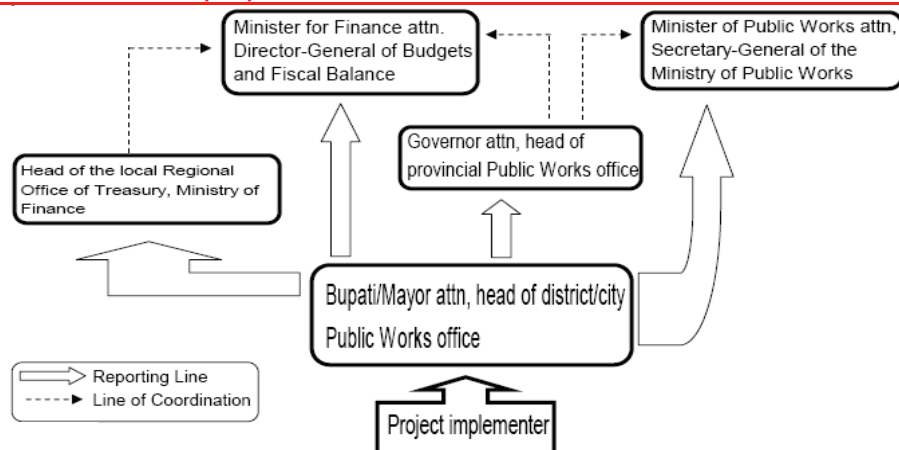 Minister for Finance attn.
Director-General of Budgets
and Fiscal Balance
Minister of Public Works attn,
Secretary-General of the
Ministry of Public Works
Governor attn, head of
provincial Public Works office
Head of the local Regional
Office of Treasury, Ministry of
Finance
Bupati/Mayor attn, head of district/city
Public Works office
Reporting Line
Line of Coordination
Project implementer